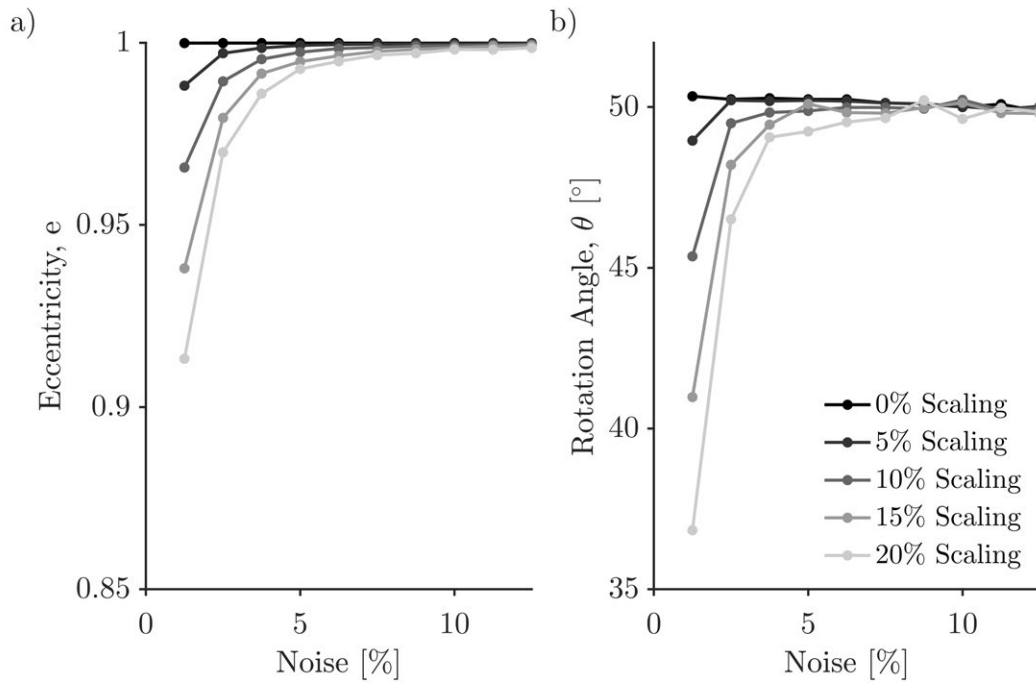 a)
1
0.95
0.9
0.85
Eccentricity, e
0
5
10
Noise [%]
b)
50
45
40
35
Rotation Angle, θ [°]
0
5
10
Noise [%]
0% Scaling
5% Scaling
10% Scaling
15% Scaling
20% Scaling